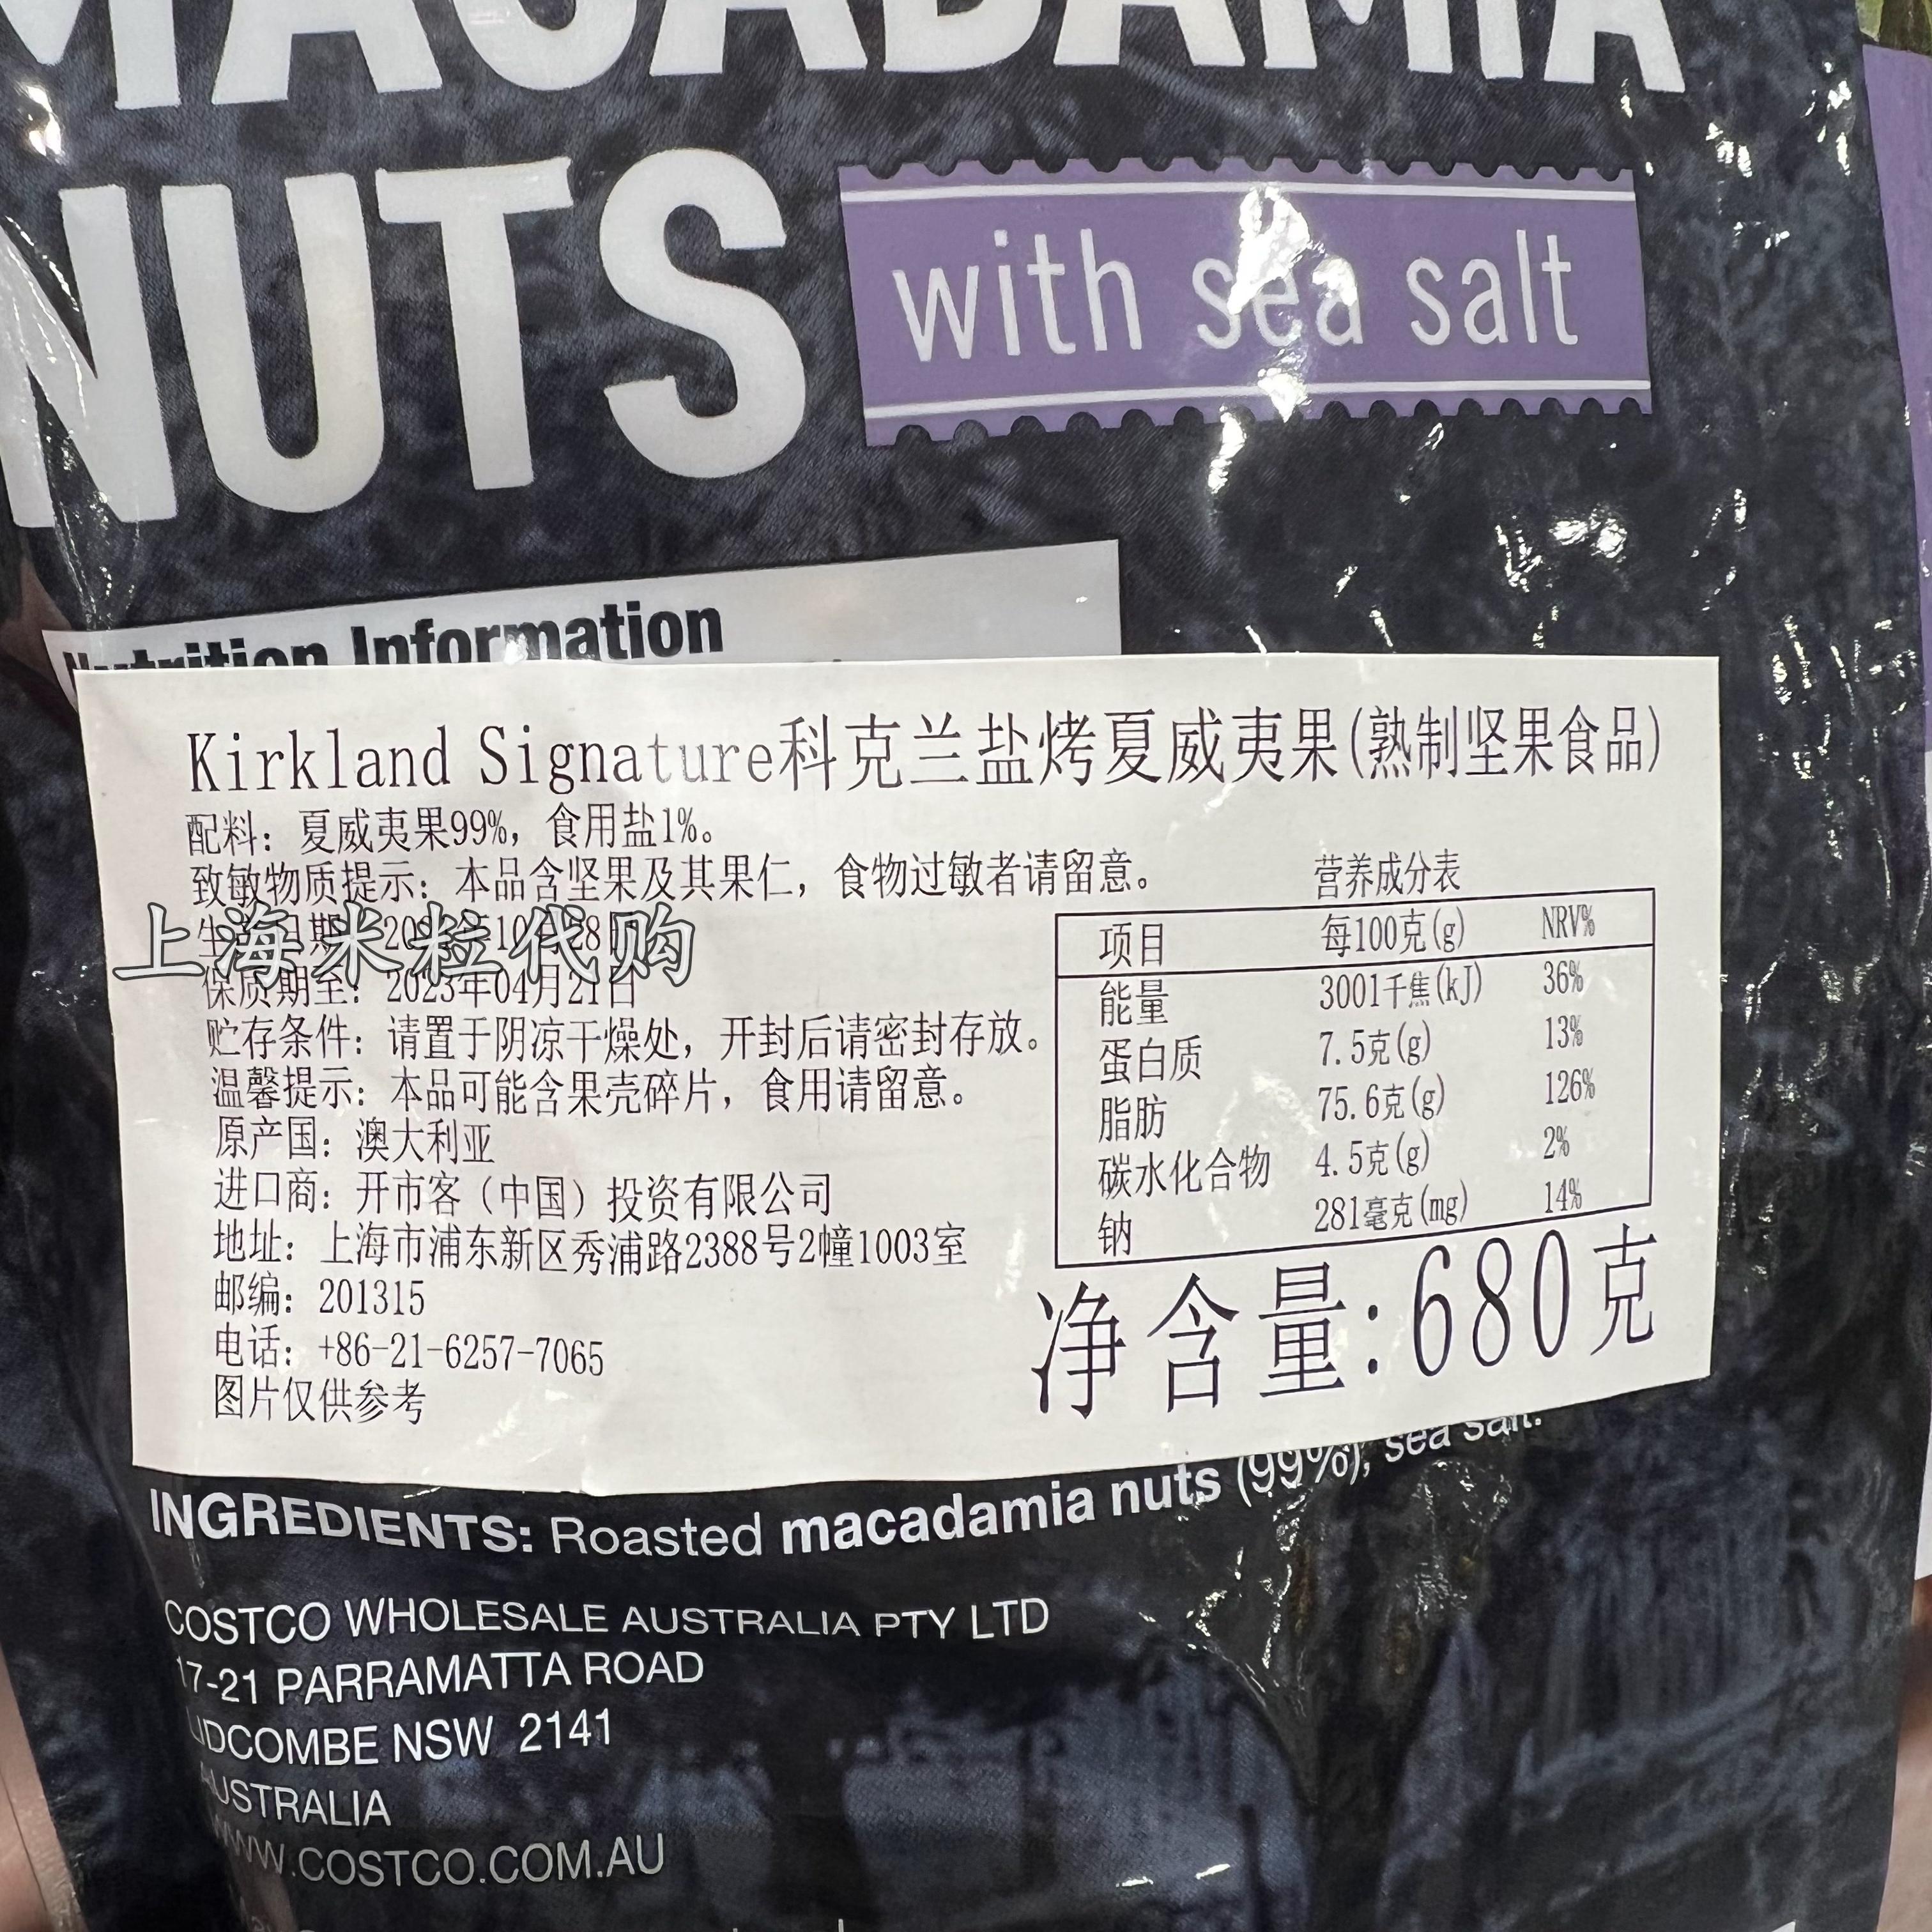 MACADAMIA
NUTS
with sea salt
Nutrition Information
Kirkland Signature科克兰盐烤夏威夷果(熟制坚果食品)
配料：夏威夷果99%，食用盐1%。
致敏物质提示：本品含坚果及其果仁，食物过敏者请留意。
上海米粒代购
保质期至：2023年04月21日
贮存条件：请置于阴凉干燥处，开封后请密封存放。
温馨提示：本品可能含果壳碎片，食用请留意。
原产国：澳大利亚
进口商：开市客（中国）投资有限公司
地址：上海市浦东新区秀浦路2388号2幢1003室
邮编：201315
电话：+86-21-6257-7065
图片仅供参考
营养成分表
项目 每100克(g) NRV%
能量 3001千焦(kJ) 36%
蛋白质 7.5克(g) 13%
脂肪 75.6克(g) 126%
碳水化合物 4.5克(g) 2%
钠 281毫克(mg) 14%
净含量:680克
INGREDIENTS: Roasted macadamia nuts (99%), sea salt.
COSTCO WHOLESALE AUSTRALIA PTY LTD
17-21 PARRAMATTA ROAD
LIDCOMBE NSW 2141
AUSTRALIA
WWW.COSTCO.COM.AU